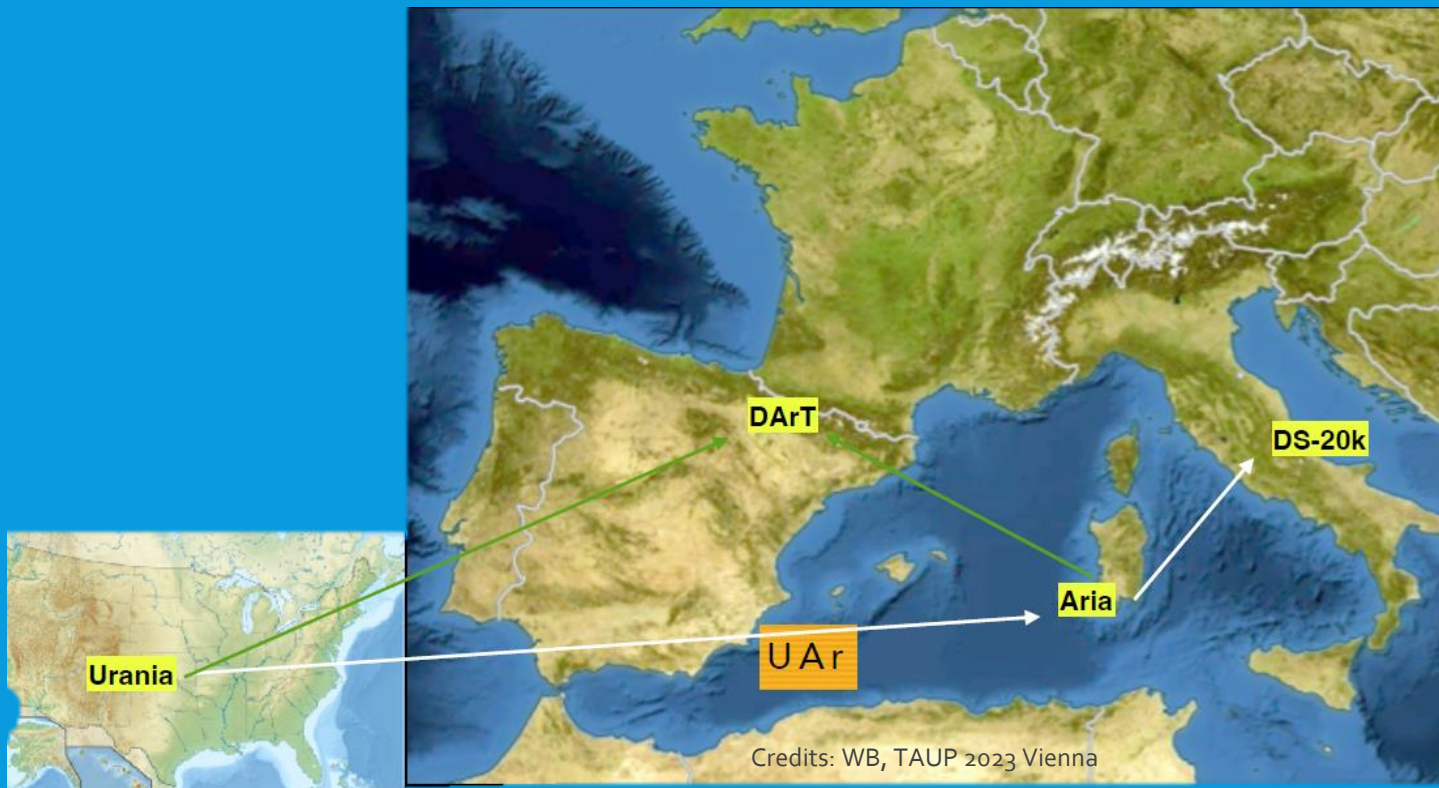 DArT
DS-20k
Aria
UAr
Urania
Credits: WB, TAUP 2023 Vienna